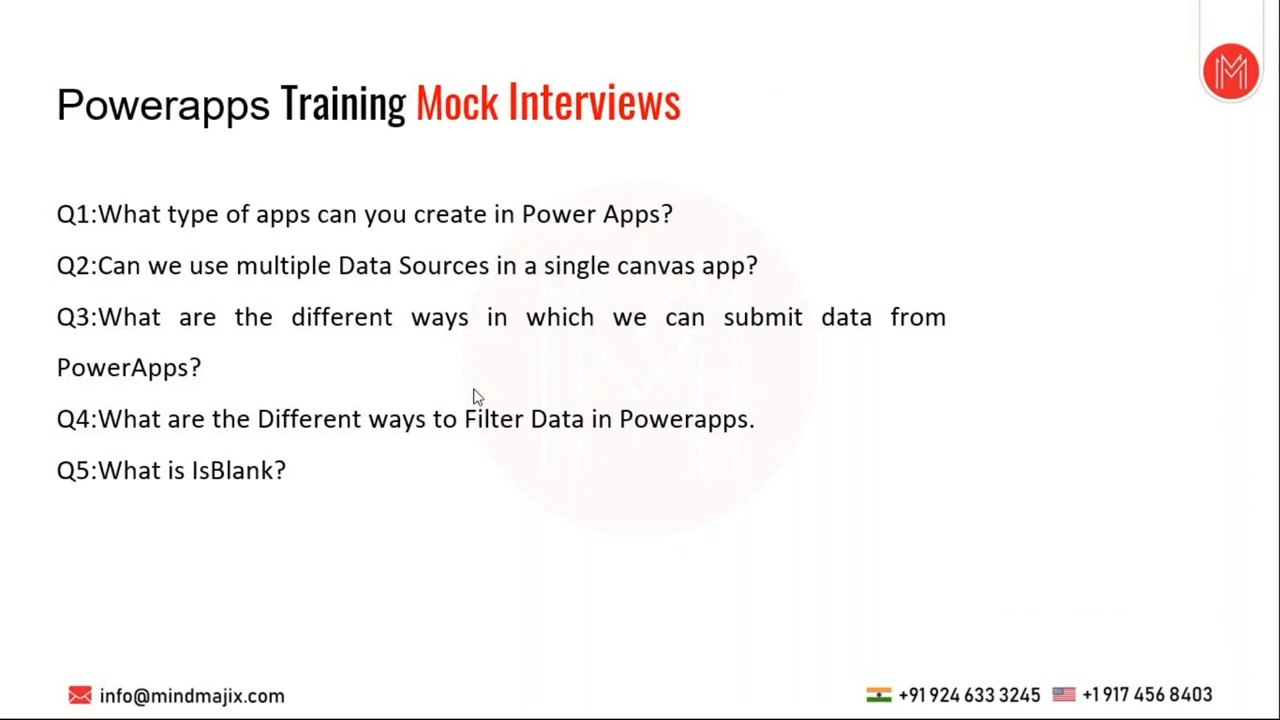 Powerapps Training Mock Interviews
Q1:What type of apps can you create in Power Apps?
Q2:Can we use multiple Data Sources in a single canvas app?
Q3:What are the different ways in which we can submit data from
PowerApps?
Q4:What are the Different ways to Filter Data in Powerapps.
Q5:What is IsBlank?
info@mindmajix.com
+91 924 633 3245
+1 917 456 8403